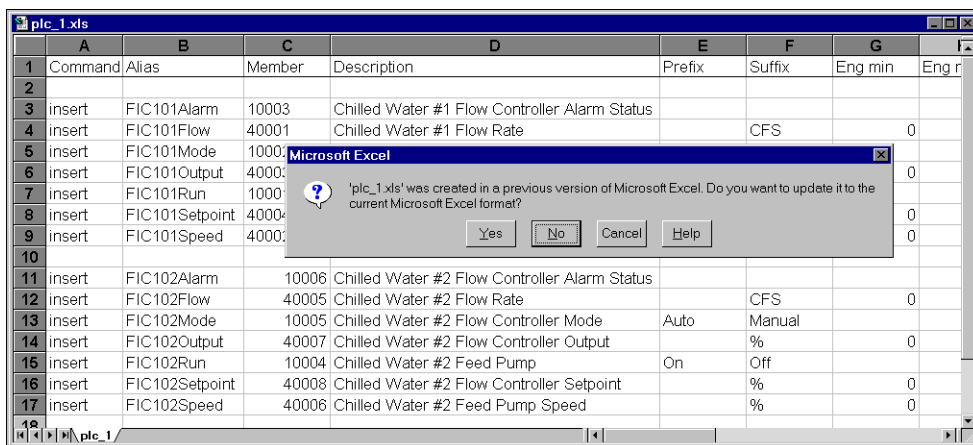 plc_1.xls
A B C D E F G
1 Command Alias Member Description Prefix Suffix Eng min
2
3 insert FIC101Alarm 10003 Chilled Water #1 Flow Controller Alarm Status
4 insert FIC101Flow 40001 Chilled Water #1 Flow Rate CFS 0
5 insert FIC101Mode
Microsoft Excel
6 insert FIC101Output 0
'plc_1.xls' was created in a previous version of Microsoft Excel. Do you want to update it to the
7 insert FIC101Run
current Microsoft Excel format?
8 insert FIC101Setpoint 40004 0
9 insert FIC101Speed 0
Yes No Cancel Help
10
11 insert FIC102Alarm 10006 Chilled Water #2 Flow Controller Alarm Status
12 insert FIC102Flow 40005 Chilled Water #2 Flow Rate CFS 0
13 insert FIC102Mode 10005 Chilled Water #2 Flow Controller Mode Auto Manual
14 insert FIC102Output 40007 Chilled Water #2 Flow Controller Output % 0
15 insert FIC102Run 10004 Chilled Water #2 Feed Pump On Off
16 insert FIC102Setpoint 40008 Chilled Water #2 Flow Controller Setpoint % 0
17 insert FIC102Speed 40006 Chilled Water #2 Feed Pump Speed % 0
18
plc_1